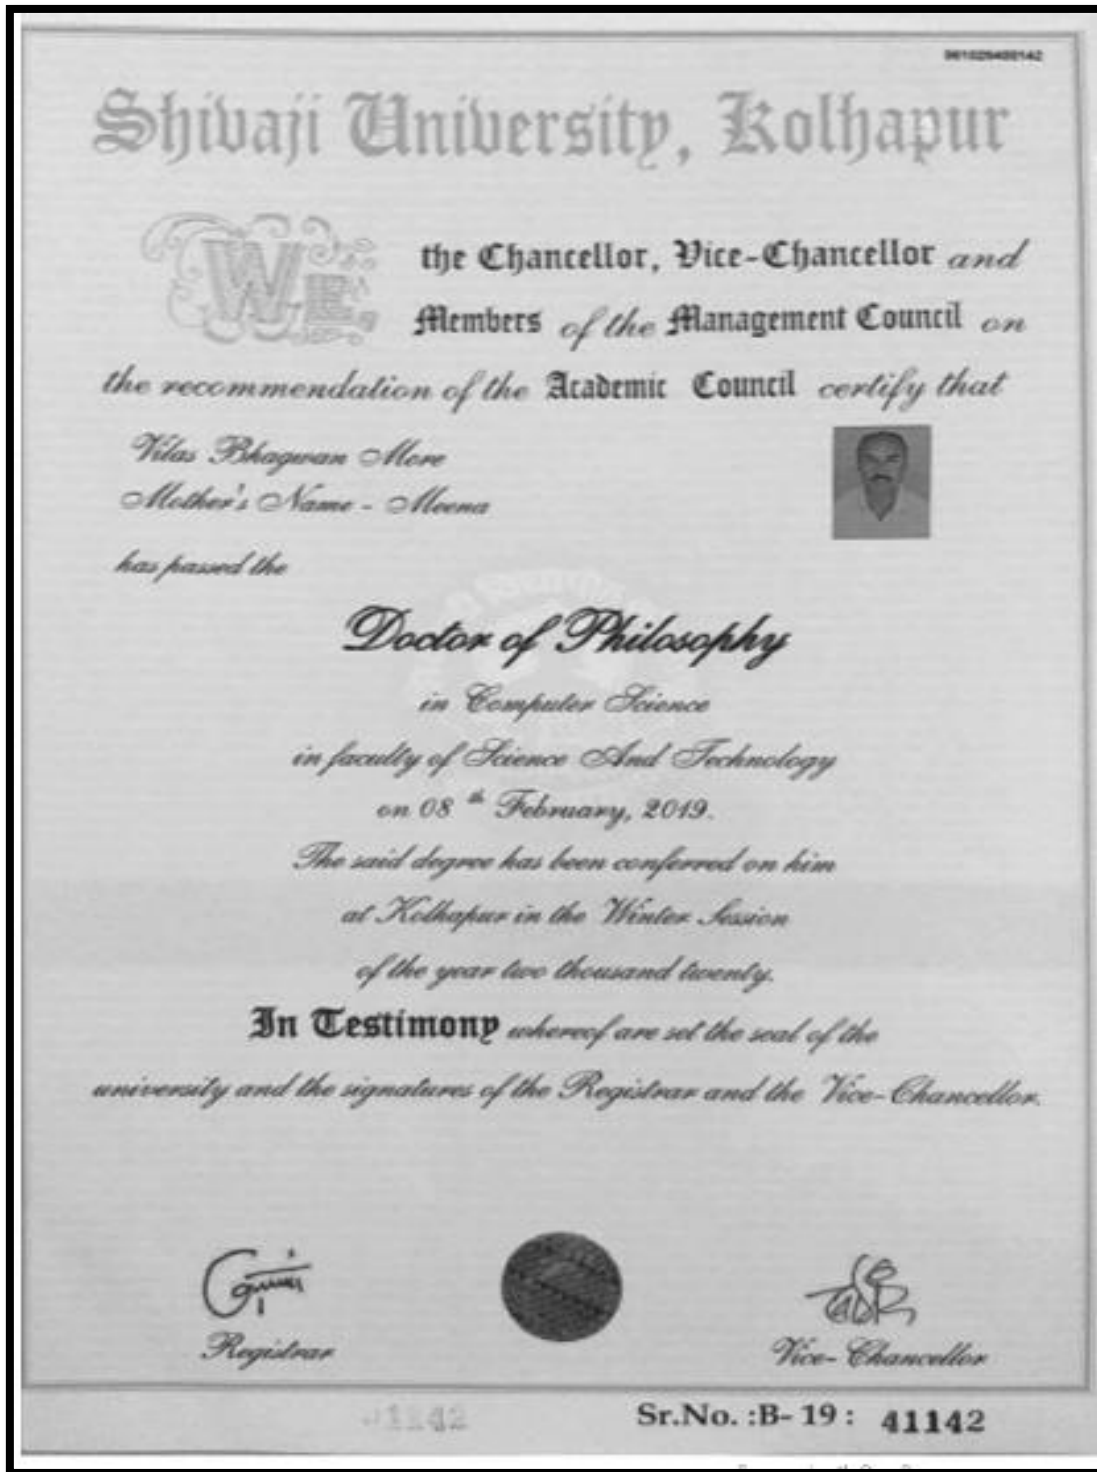 Shivaji University, Kolhapur
WE the Chancellor, Vice-Chancellor and
Members of the Management Council on
the recommendation of the Academic Council certify that
Vilas Bhagwan More
Mother's Name - Meena
has passed the
Doctor of Philosophy
in Computer Science
in faculty of Science And Technology
on 08 th February, 2019.
The said degree has been conferred on him
at Kolhapur in the Winter Session
of the year two thousand twenty.
In Testimony whereof are set the seal of the
university and the signatures of the Registrar and the Vice-Chancellor.
Registrar
Vice-Chancellor
Sr.No. :B- 19 : 41142